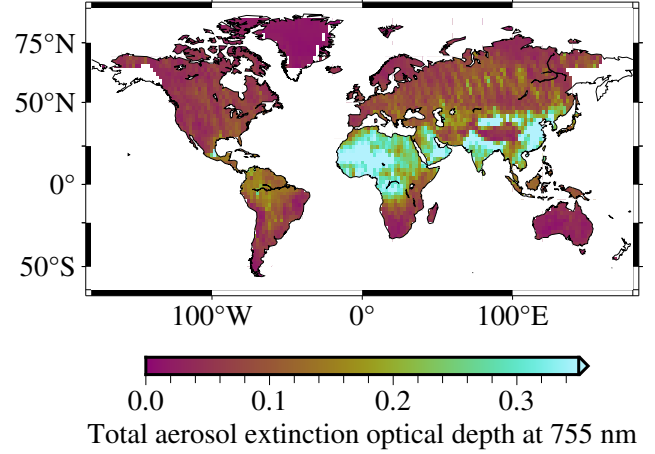 75°N
50°N
0°
50°S
100°W 0° 100°E
0.0 0.1 0.2 0.3
Total aerosol extinction optical depth at 755 nm